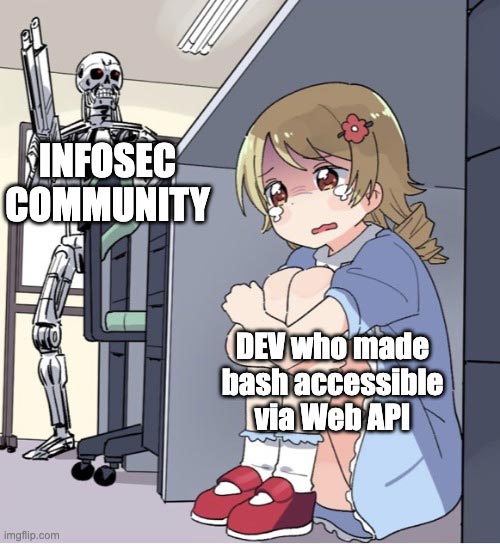 INFOSEC
COMMUNITY
DEV who made
bash accessible
via Web API
imgflip.com